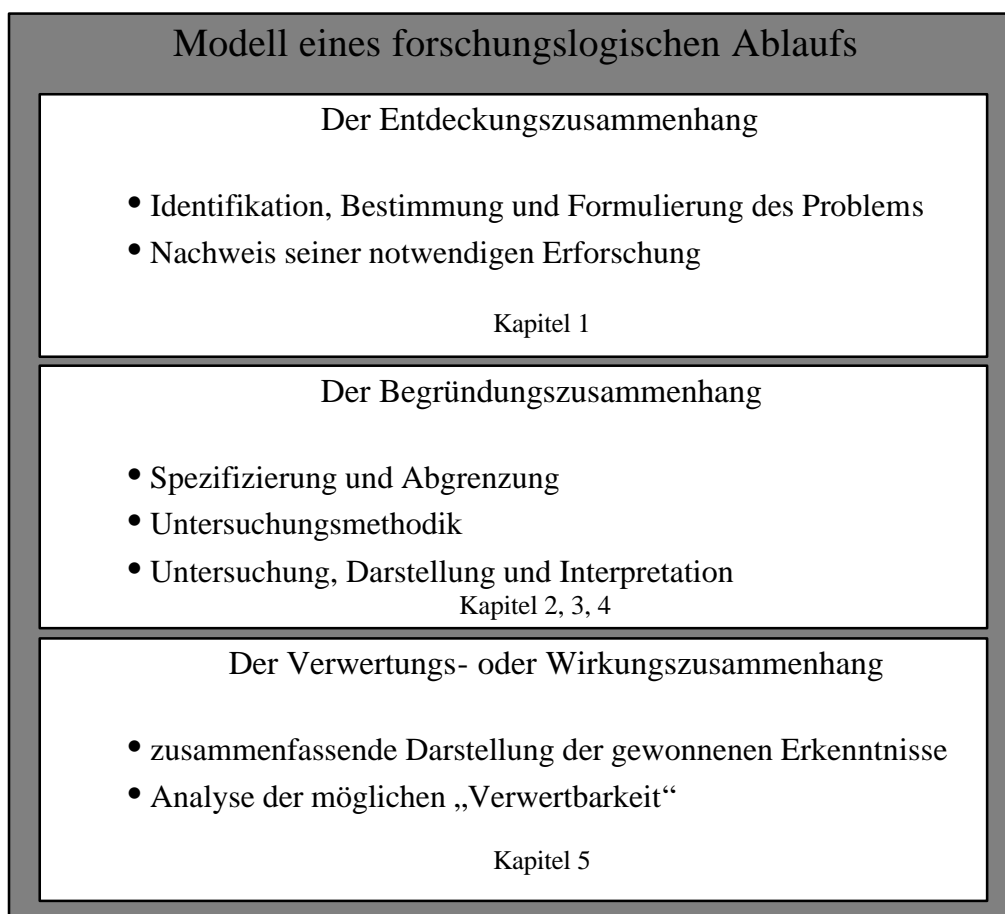 Modell eines forschungslogischen Ablaufs
Der Entdeckungszusammenhang
• Identifikation, Bestimmung und Formulierung des Problems
• Nachweis seiner notwendigen Erforschung
Kapitel 1
Der Begründungszusammenhang
• Spezifizierung und Abgrenzung
• Untersuchungsmethodik
• Untersuchung, Darstellung und Interpretation
Kapitel 2, 3, 4
Der Verwertungs- oder Wirkungszusammenhang
• zusammenfassende Darstellung der gewonnenen Erkenntnisse
• Analyse der möglichen „Verwertbarkeit“
Kapitel 5